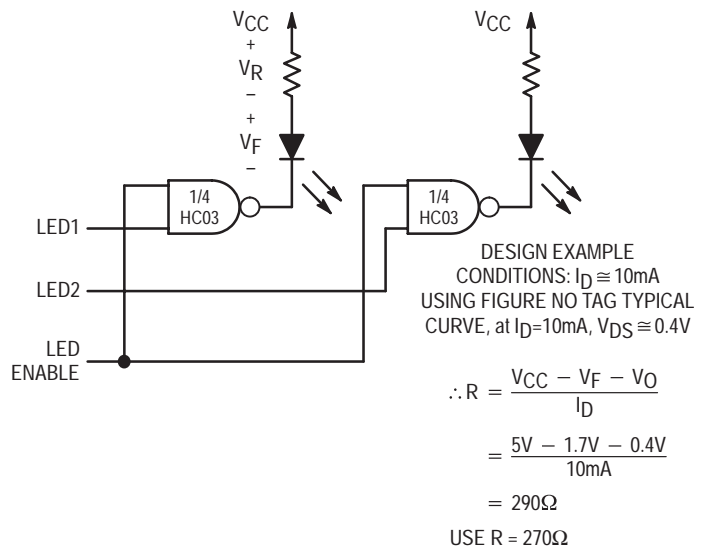 VCC
+
VR
–
+
VF
–
1/4
HC03
VCC
1/4
HC03
LED1
LED2
LED
ENABLE
DESIGN EXAMPLE
CONDITIONS: ID ≅ 10mA
USING FIGURE NO TAG TYPICAL
CURVE, at ID=10mA, VDS ≅ 0.4V
∴ R = (VCC – VF – VO) / ID
= (5V – 1.7V – 0.4V) / 10mA
= 290Ω
USE R = 270Ω